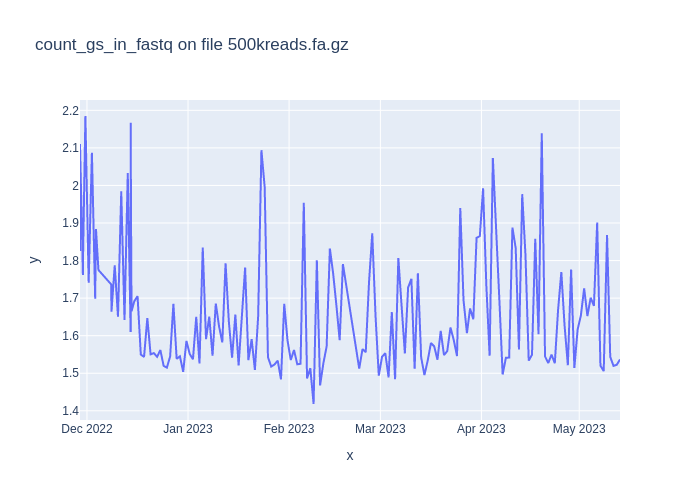 count_gs_in_fastq on file 500kreads.fa.gz
2.2
2.1
2
1.9
1.8
1.7
1.6
1.5
1.4
y
Dec 2022 Jan 2023 Feb 2023 Mar 2023 Apr 2023 May 2023
x